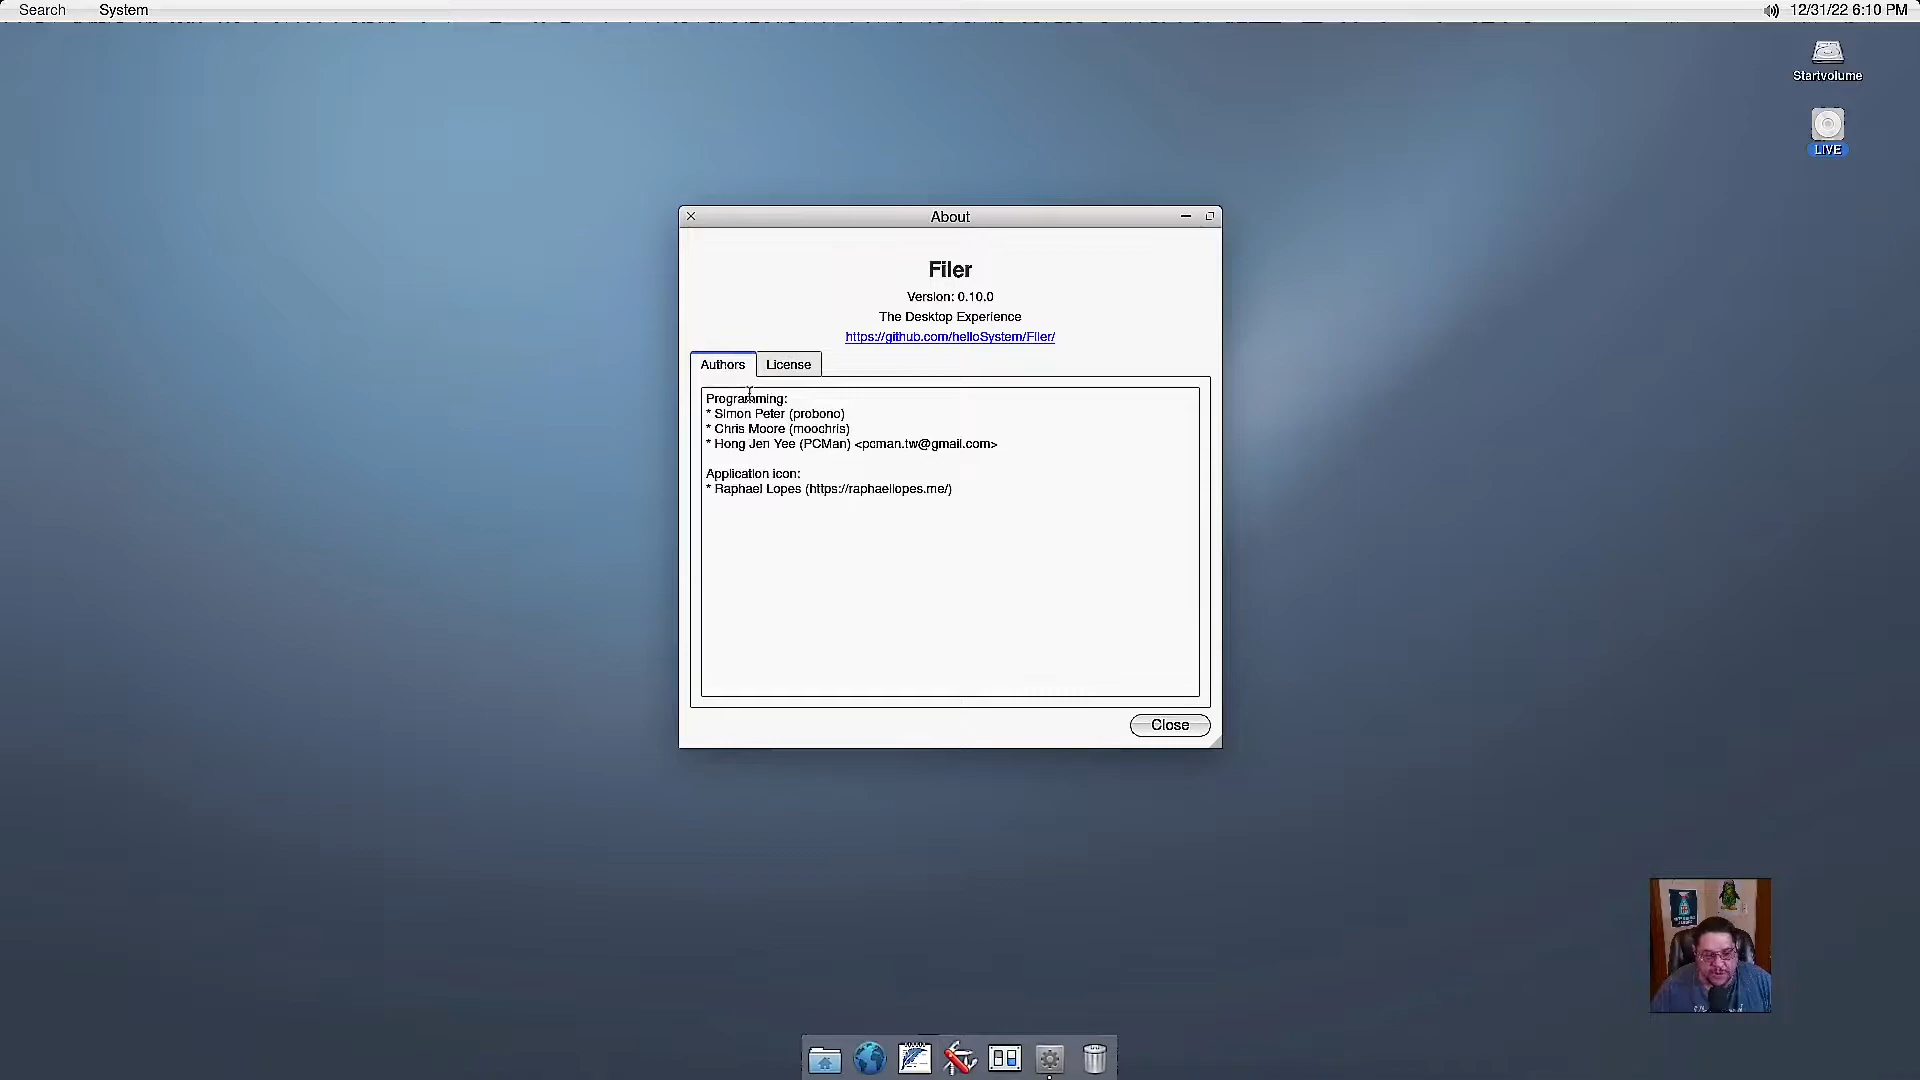 Search System 12/31/22 6:10 PM
Startvolume
LIVE
About
Filer
Version: 0.10.0
The Desktop Experience
https://github.com/helloSystem/Filer/
Authors License
Programming:
* Simon Peter (probono)
* Chris Moore (moochris)
* Hong Jen Yee (PCMan) <pcman.tw@gmail.com>
Application icon:
* Raphael Lopes (https://raphaellopes.me/)
Close